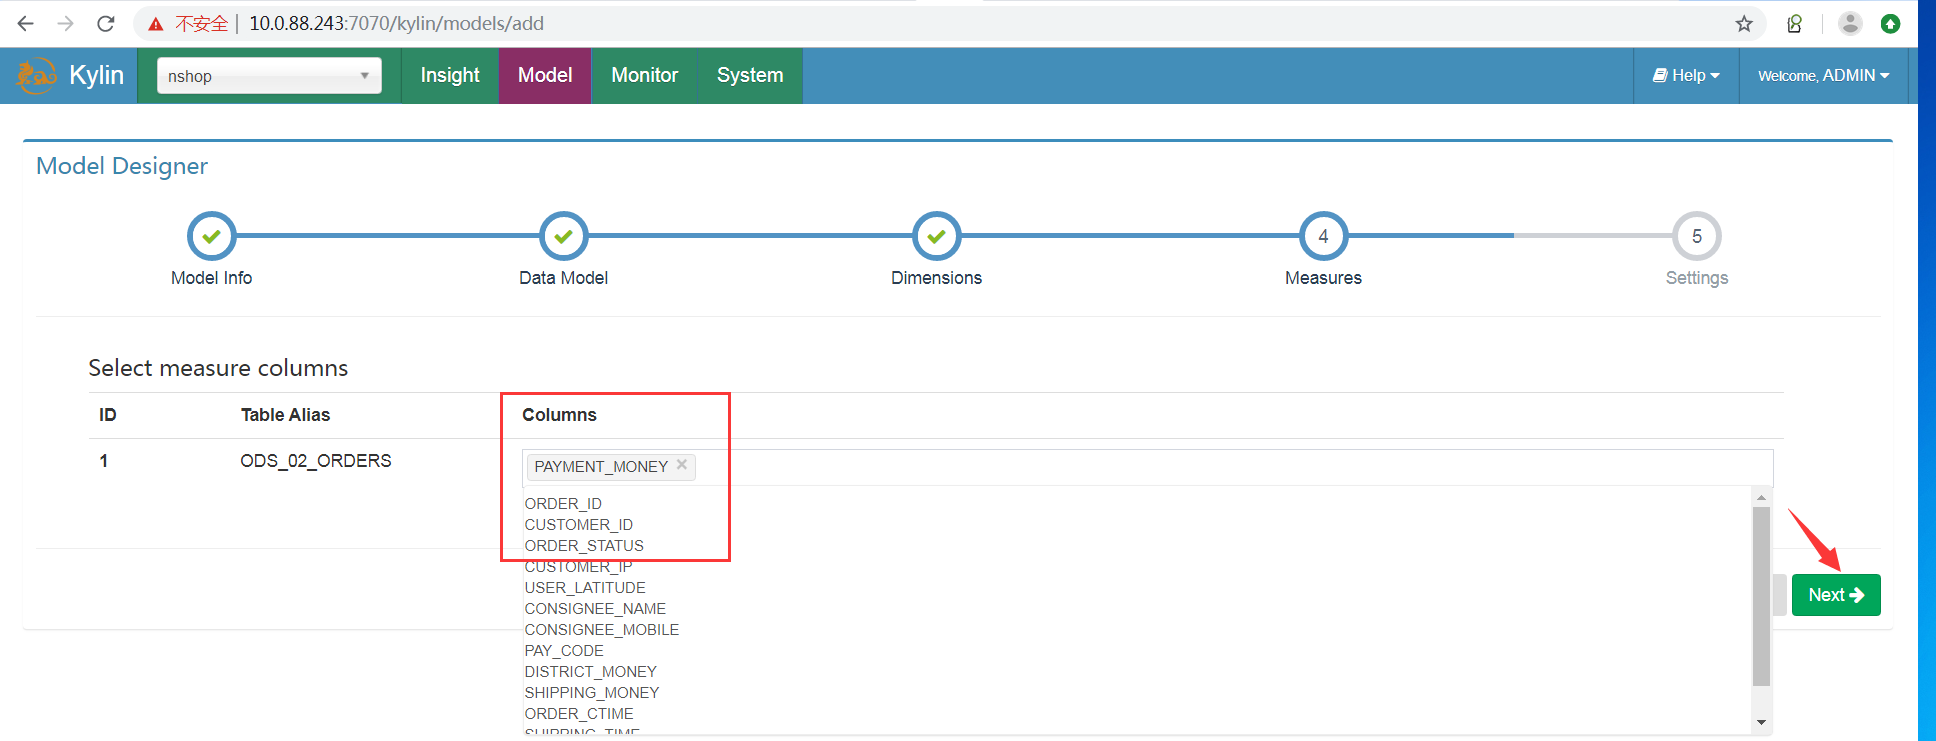 不安全 | 10.0.88.243:7070/kylin/models/add
Kylin nshop Insight Model Monitor System Help Welcome, ADMIN
Model Designer
4 5
Model Info Data Model Dimensions Measures Settings
Select measure columns
ID Table Alias Columns
1 ODS_02_ORDERS PAYMENT_MONEY
ORDER_ID
CUSTOMER_ID
ORDER_STATUS
CUSTOMER_IP
USER_LATITUDE
Next
CONSIGNEE_NAME
CONSIGNEE_MOBILE
PAY_CODE
DISTRICT_MONEY
SHIPPING_MONEY
ORDER_CTIME
SHIPPING_TIME